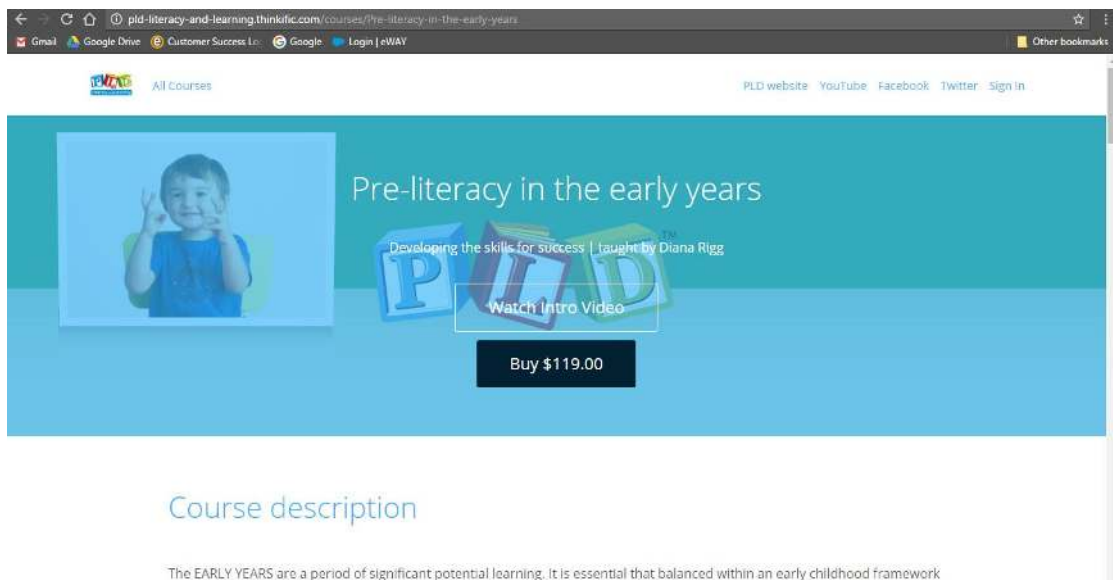 pld-literacy-and-learning.thinkific.com/courses/Pre-literacy-in-the-early-years
Gmail Google Drive Customer Success Lo Google Login | eWAY Other bookmarks
All Courses PLD website YouTube Facebook Twitter Sign In
Pre-literacy in the early years
Developing the skills for success | taught by Diana Rigg
PLD TM
Watch Intro Video
Buy $119.00
Course description
The EARLY YEARS are a period of significant potential learning. It is essential that balanced within an early childhood framework